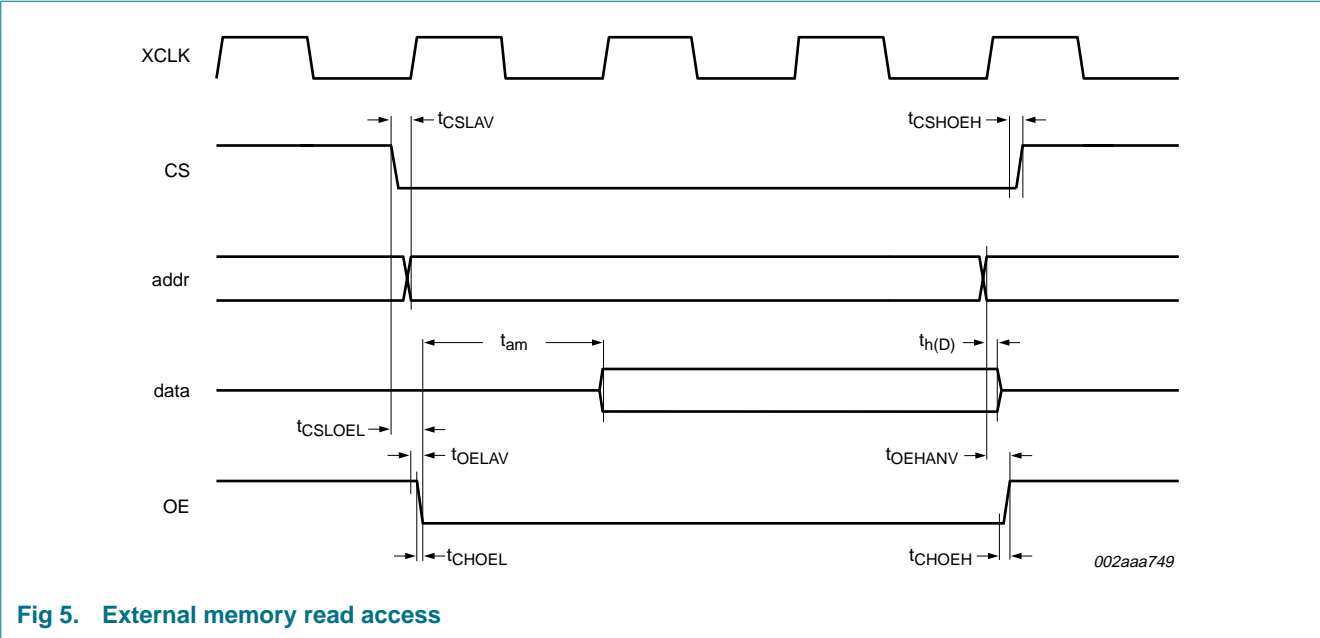 XCLK
tCSLAV
tCSHOEH
CS
addr
tam
th(D)
data
tCSLOEL
tOELAV
tOEHANV
OE
tCHOEL
tCHOEH
002aaa749
Fig 5. External memory read access